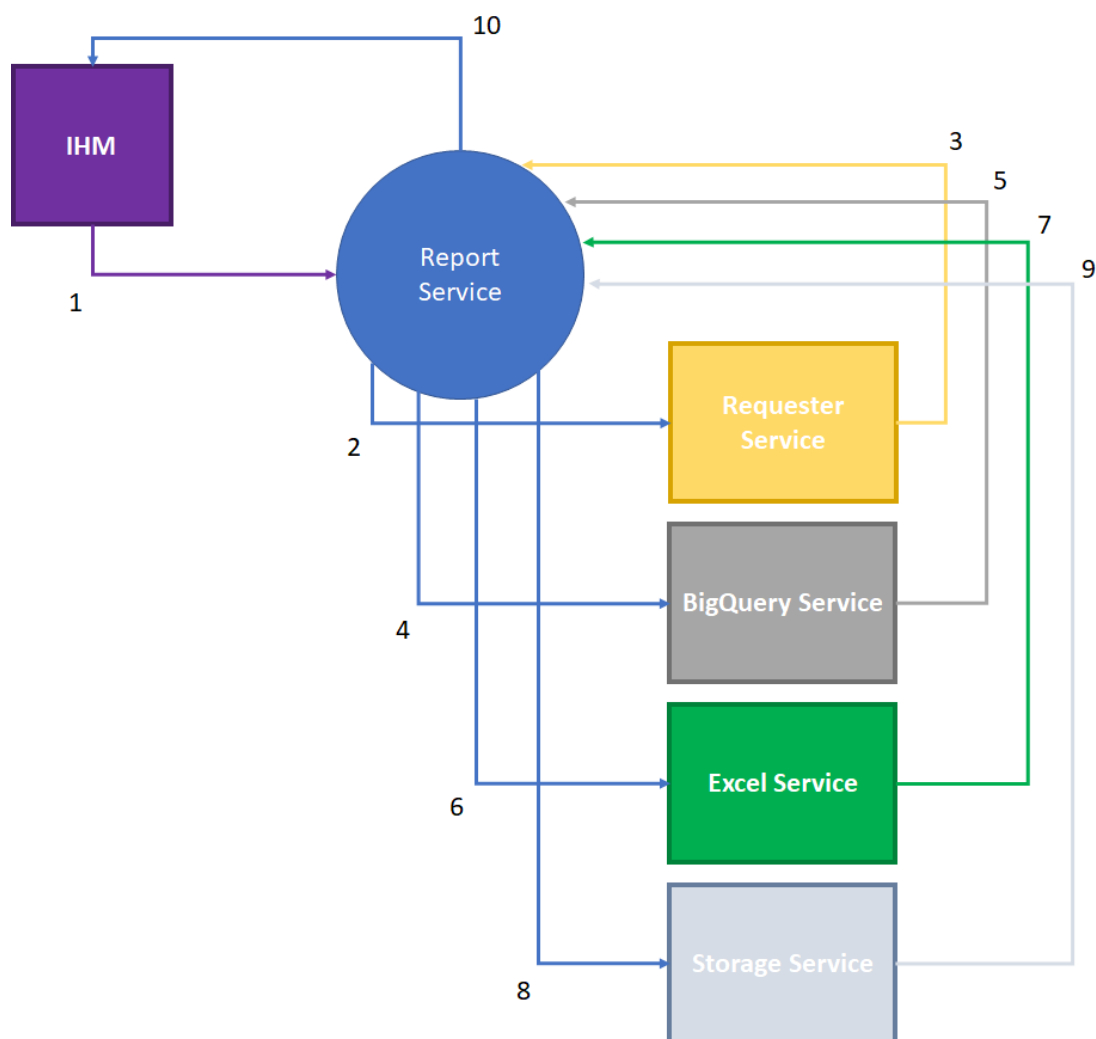 10
IHM
3
5
7
9
Report
Service
1
Requester
Service
2
BigQuery Service
4
Excel Service
6
Storage Service
8